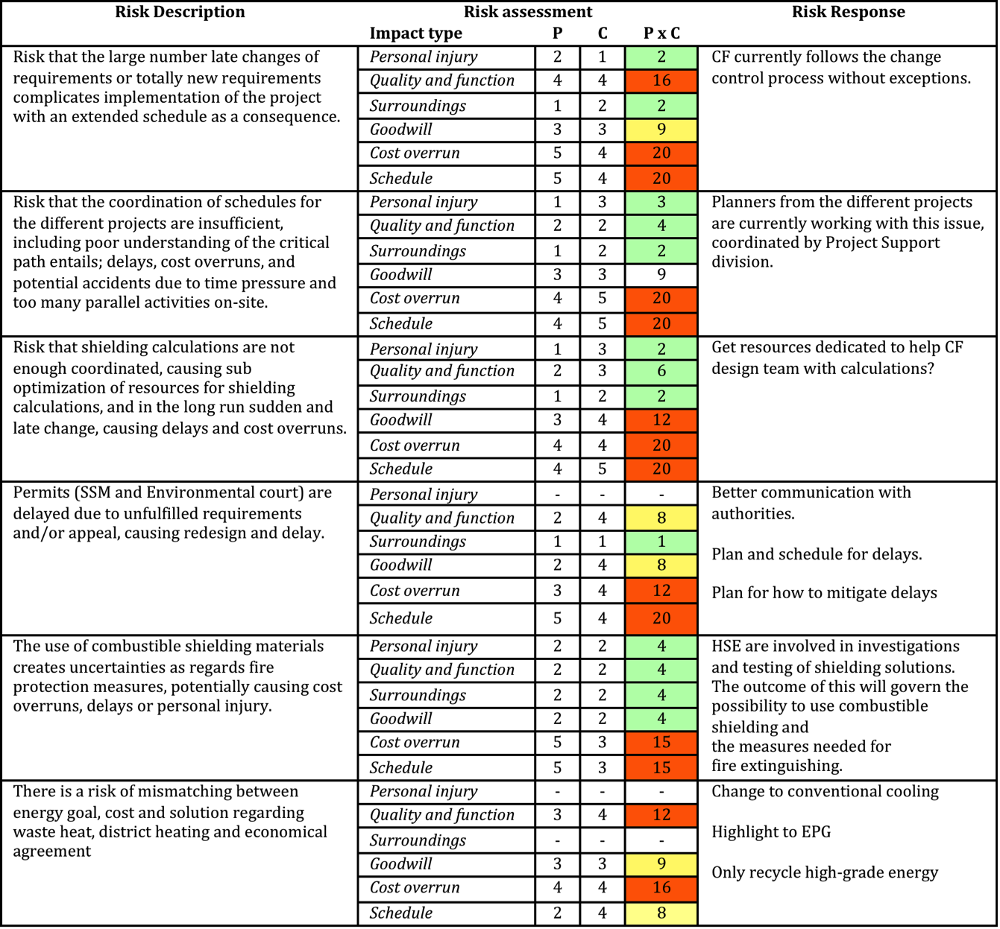 Risk Description Risk assessment Risk Response
Impact type P C P x C
Risk that the large number late changes of
requirements or totally new requirements
complicates implementation of the project
with an extended schedule as a consequence.
Personal injury 2 1 2
Quality and function 4 4 16
Surroundings 1 2 2
Goodwill 3 3 9
Cost overrun 5 4 20
Schedule 5 4 20
CF currently follows the change
control process without exceptions.
Risk that the coordination of schedules for
the different projects are insufficient,
including poor understanding of the critical
path entails; delays, cost overruns, and
potential accidents due to time pressure and
too many parallel activities on-site.
Personal injury 1 3 3
Quality and function 2 2 4
Surroundings 1 2 2
Goodwill 3 3 9
Cost overrun 4 5 20
Schedule 4 5 20
Planners from the different projects
are currently working with this issue,
coordinated by Project Support
division.
Risk that shielding calculations are not
enough coordinated, causing sub
optimization of resources for shielding
calculations, and in the long run sudden and
late change, causing delays and cost overruns.
Personal injury 1 3 2
Quality and function 2 3 6
Surroundings 1 2 2
Goodwill 3 4 12
Cost overrun 4 4 20
Schedule 4 5 20
Get resources dedicated to help CF
design team with calculations?
Permits (SSM and Environmental court) are
delayed due to unfulfilled requirements
and/or appeal, causing redesign and delay.
Personal injury - - -
Quality and function 2 4 8
Surroundings 1 1 1
Goodwill 2 4 8
Cost overrun 3 4 12
Schedule 5 4 20
Better communication with
authorities.
Plan and schedule for delays.
Plan for how to mitigate delays
The use of combustible shielding materials
creates uncertainties as regards fire
protection measures, potentially causing cost
overruns, delays or personal injury.
Personal injury 2 2 4
Quality and function 2 2 4
Surroundings 2 2 4
Goodwill 2 2 4
Cost overrun 5 3 15
Schedule 5 3 15
HSE are involved in investigations
and testing of shielding solutions.
The outcome of this will govern the
possibility to use combustible
shielding and
the measures needed for
fire extinguishing.
There is a risk of mismatching between
energy goal, cost and solution regarding
waste heat, district heating and economical
agreement
Personal injury - - -
Quality and function 3 4 12
Surroundings - - -
Goodwill 3 3 9
Cost overrun 4 4 16
Schedule 2 4 8
Change to conventional cooling
Highlight to EPG
Only recycle high-grade energy